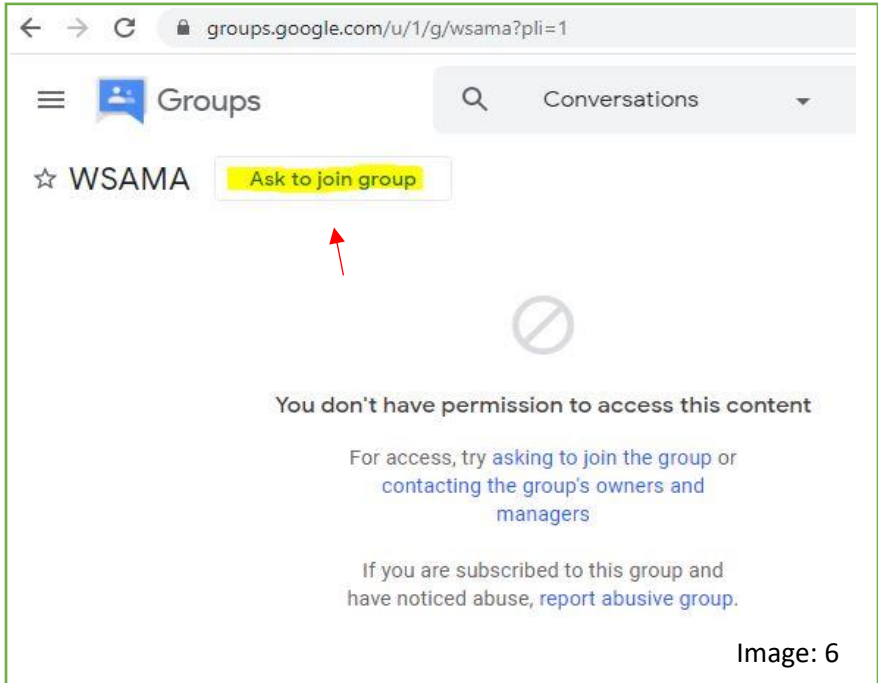 groups.google.com/u/1/g/wsama?pli=1
Groups
Conversations
WSAMA
Ask to join group
You don't have permission to access this content
For access, try asking to join the group or
contacting the group's owners and
managers
If you are subscribed to this group and
have noticed abuse, report abusive group.
Image: 6